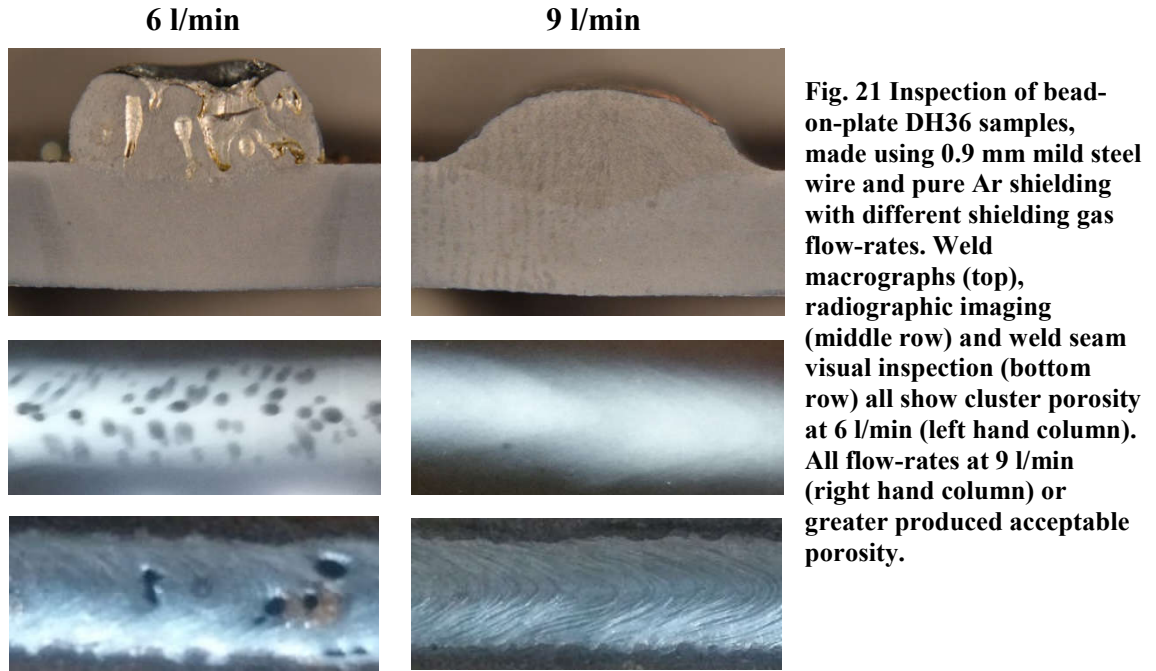 6 l/min
9 l/min
Fig. 21 Inspection of bead-
on-plate DH36 samples,
made using 0.9 mm mild steel
wire and pure Ar shielding
with different shielding gas
flow-rates. Weld
macrographs (top),
radiographic imaging
(middle row) and weld seam
visual inspection (bottom
row) all show cluster porosity
at 6 l/min (left hand column).
All flow-rates at 9 l/min
(right hand column) or
greater produced acceptable
porosity.